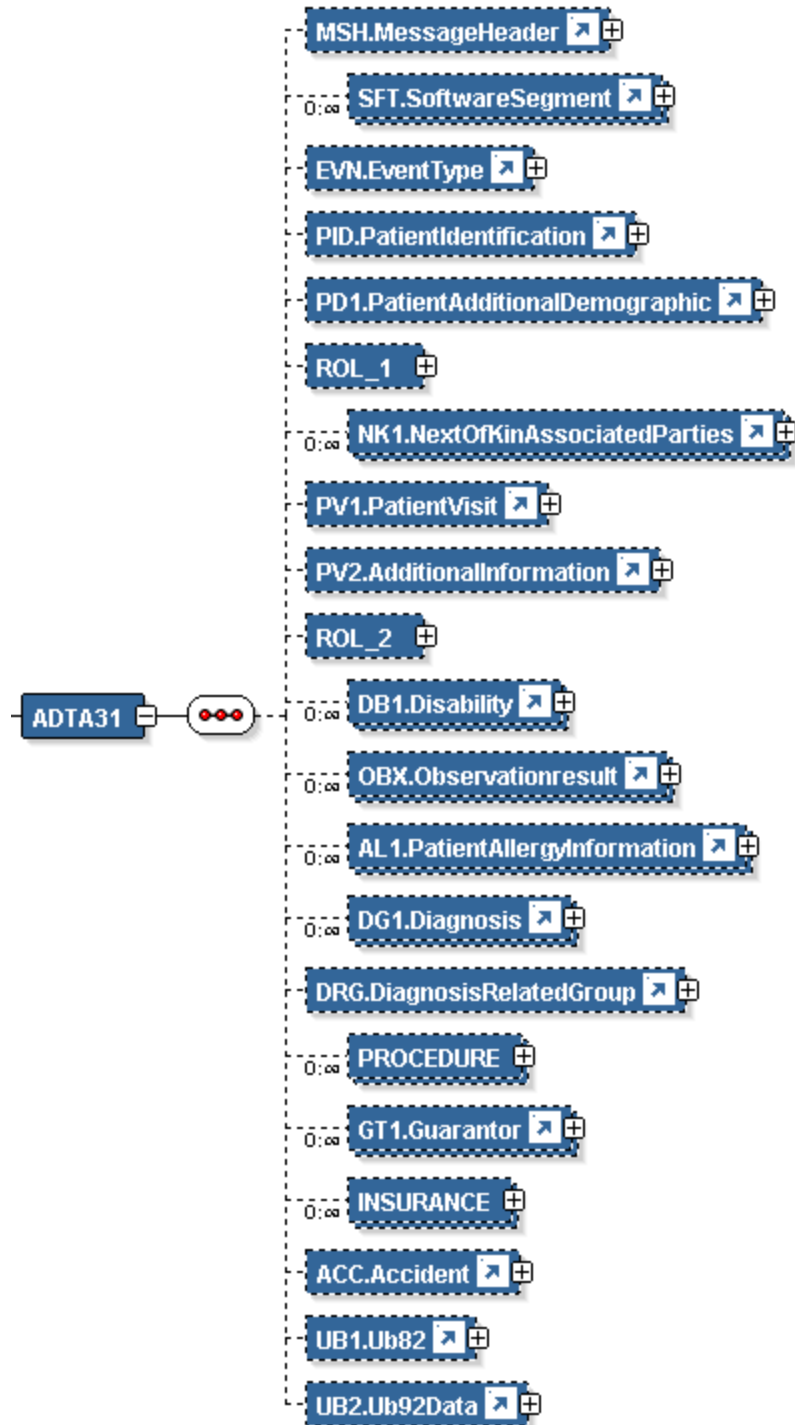 MSH.MessageHeader
0:∞ SFT.SoftwareSegment
EVN.EventType
PID.PatientIdentification
PD1.PatientAdditionalDemographic
ROL_1
0:∞ NK1.NextOfKinAssociatedParties
PV1.PatientVisit
PV2.AdditionalInformation
ROL_2
ADTA31
0:∞ DB1.Disability
0:∞ OBX.Observationresult
0:∞ AL1.PatientAllergyInformation
0:∞ DG1.Diagnosis
DRG.DiagnosisRelatedGroup
0:∞ PROCEDURE
0:∞ GT1.Guarantor
0:∞ INSURANCE
ACC.Accident
UB1.Ub82
UB2.Ub92Data